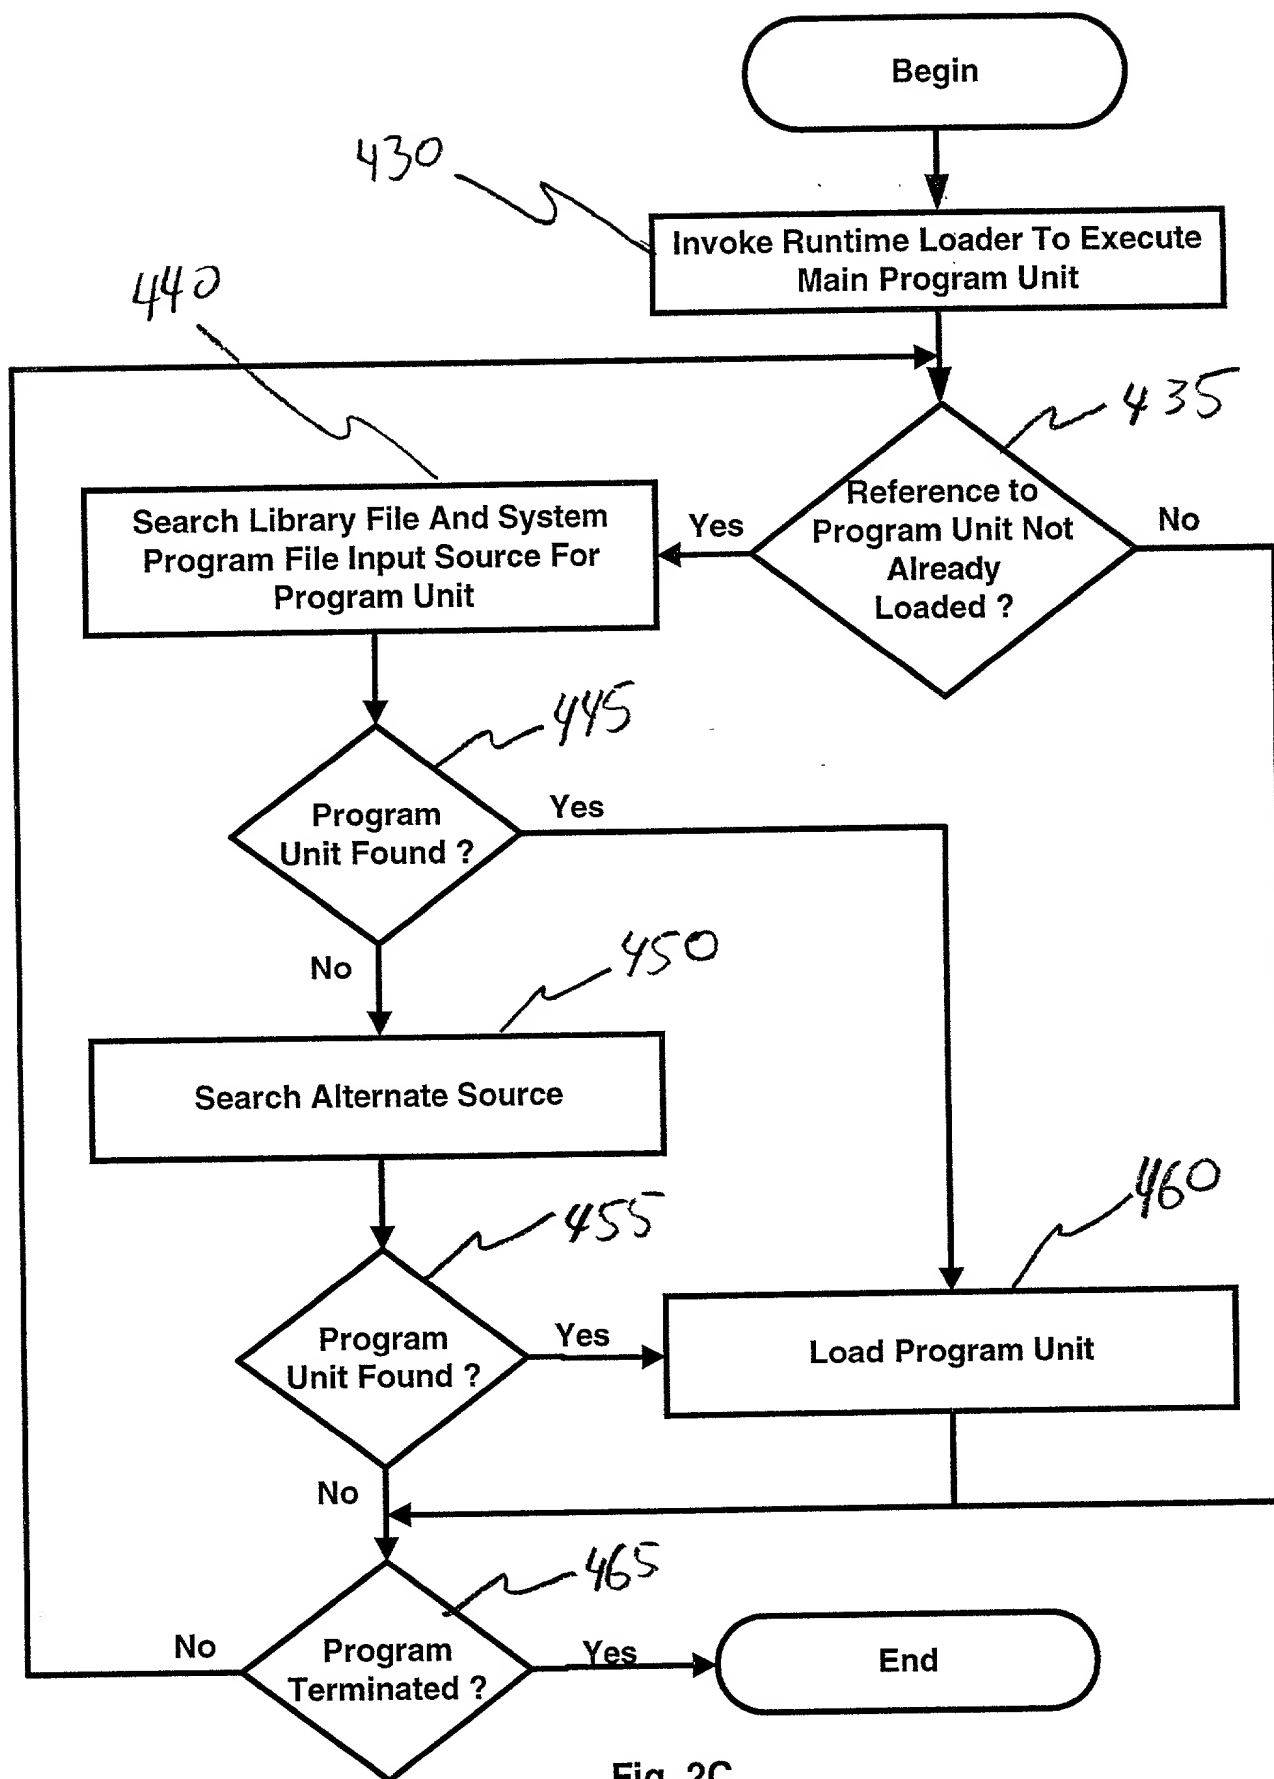 Begin
430
Invoke Runtime Loader To Execute
Main Program Unit
440
435
Reference to
Program Unit Not
Already
Loaded ?
Yes
No
Search Library File And System
Program File Input Source For
Program Unit
445
Program
Unit Found ?
Yes
No
450
Search Alternate Source
455
460
Program
Unit Found ?
Yes
Load Program Unit
No
465
Program
Terminated ?
No
Yes
End
Fig. 2C